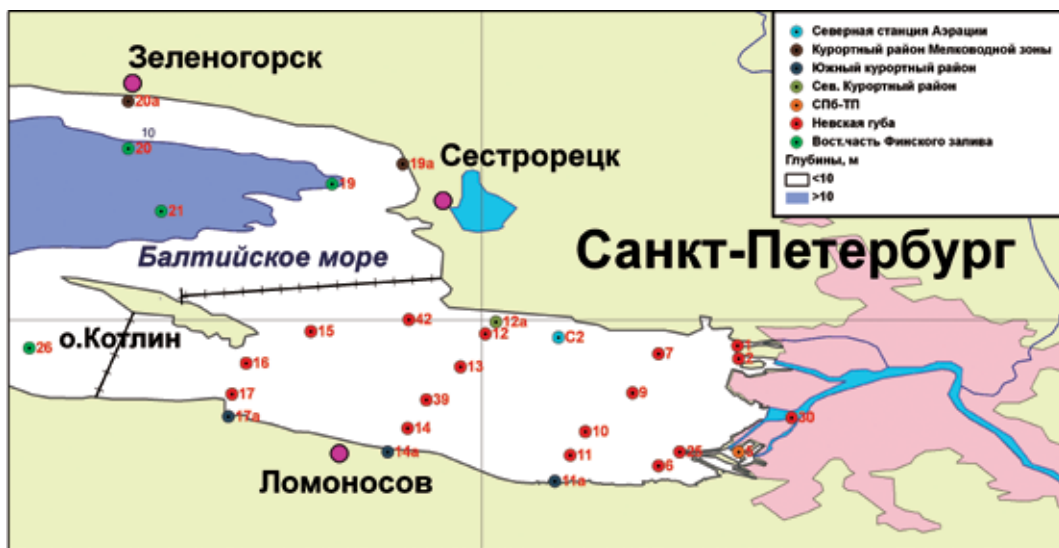 Зеленогорск
20а
10
20
19а
Сестрорецк
19
21
Балтийское море
Санкт-Петербург
Северная станция Аэрации
Курортный район Мелководной зоны
Южный курортный район
Сев. Курортный район
СПб-ТП
Невская губа
Вост.часть Финского залива
Глубины, м
<10
>10
о.Котлин
26
15
42
12а
12
С2
16
13
7
1
2
17
39
9
17а
14
10
30
14а
11
25
6
11а
Ломоносов